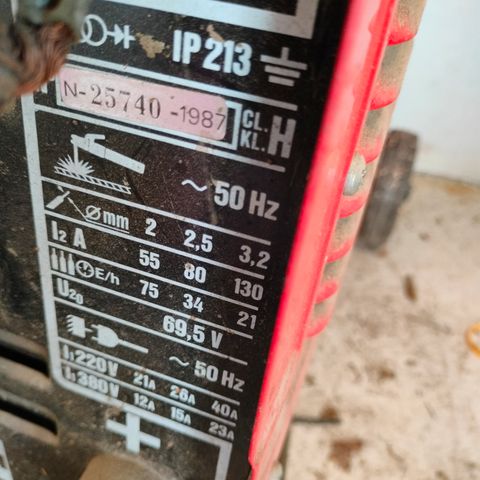 IP 213
N-25740-1987 CL. KL. H
~ 50 Hz
∅ mm 2 2,5 3,2
I2 A 55 80 130
E/h 75 34 21
U20 69,5 V
~ 50 Hz
I1 220V 21A 26A 40A
I1 380V 12A 15A 23A
+